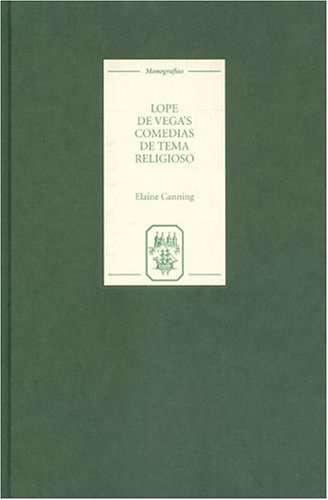 Monografías
LOPE
DE VEGA'S
COMEDIAS
DE TEMA
RELIGIOSO
Elaine Canning